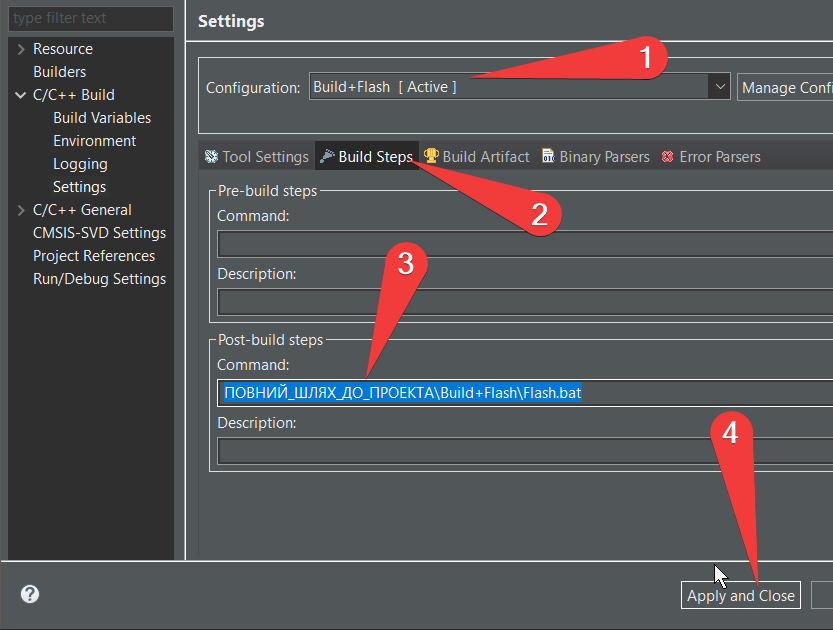 type filter text
Resource
Builders
C/C++ Build
Build Variables
Environment
Logging
Settings
C/C++ General
CMSIS-SVD Settings
Project References
Run/Debug Settings
Settings
1
Configuration:
Build+Flash [ Active ]
Manage Confi
Tool Settings
Build Steps
Build Artifact
Binary Parsers
Error Parsers
2
Pre-build steps
Command:
Description:
3
Post-build steps
Command:
ПОВНИЙ_ШЛЯХ_ДО_ПРОЕКТА\Build+Flash\Flash.bat
Description:
4
?
Apply and Close